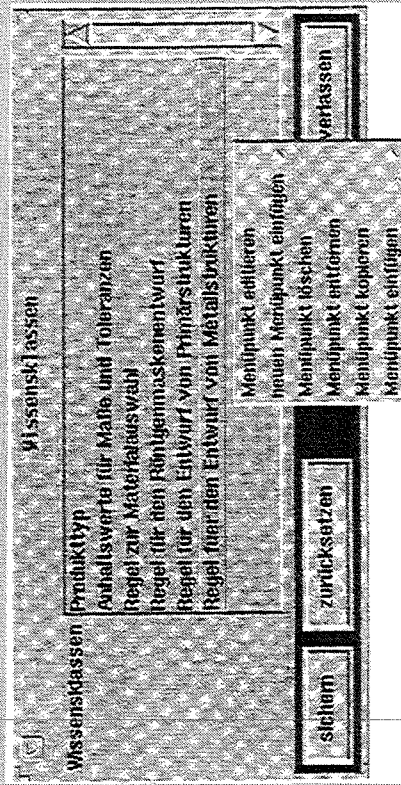 Wissensklassen
Wissensklassen
Produkttyp
Anhaltswerte für Maße und Toleranzen
Regel zur Materialauswahl
Regel für den Röntgenmaskenentwurf
Regel für den Entwurf von Primärstrukturen
Regel fuer den Entwurf von Metallstrukturen
sichern
zurücksetzen
verlassen
Menüpunkt editieren
neuen Menüpunkt einfügen
Menüpunkt löschen
Menüpunkt entfernen
Menüpunkt kopieren
Menüpunkt einfügen